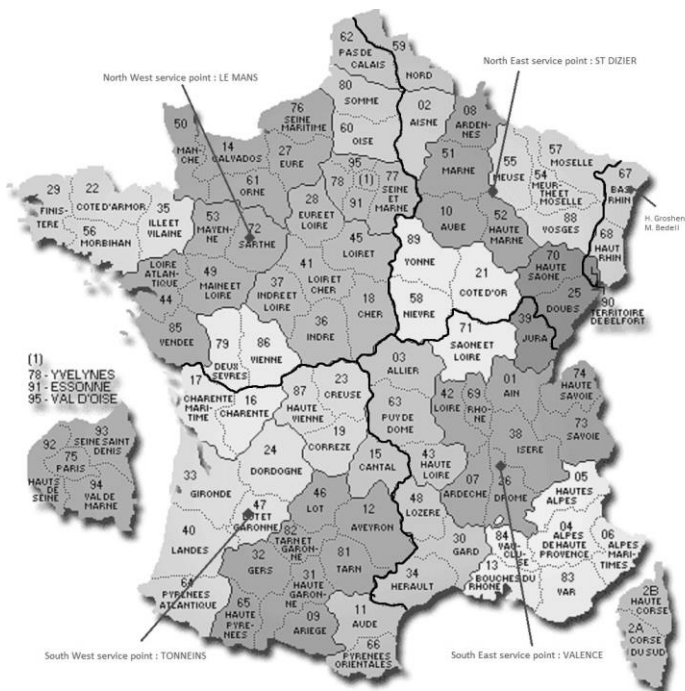 62
PAS DE
CALAIS
59
NORD
North West service point : LE MANS
North East service point : ST DIZIER
80
SOMME
02
AISNE
08
ARDEN-
NES
76
SEINE
MARITIME
60
OISE
50
MAN-
CHE
14
CALVADOS
27
EURE
95
78
(1)
91
77
SEINE
ET
MARNE
51
MARNE
55
MEUSE
57
MOSELLE
54
MEUR-
THE ET
MOSELLE
67
BAS
RHIN
H. Groshen
M. Bedell
61
ORNE
28
EURE ET
LOIR
29
FINIS-
TERE
22
COTE D'ARMOR
35
ILLE ET
VILAINE
56
MORBIHAN
53
MAYEN-
NE
72
SARTHE
10
AUBE
52
HAUTE
MARNE
88
VOSGES
68
HAUT
RHIN
45
LOIRET
89
YONNE
70
HAUTE
SAONE
LOIRE
ATLAN-
TIQUE
44
49
MAINE ET
LOIRE
41
LOIR ET
CHER
37
INDRE ET
LOIRE
21
COTE D'OR
25
DOUBS
90
TERRITOIRE
DE BELFORT
18
CHER
58
NIEVRE
85
VENDEE
79
DEUX
SEVRES
86
VIENNE
36
INDRE
71
SAONE ET
LOIRE
39
JURA
(1)
78 - YVELYNES
91 - ESSONNE
95 - VAL D'OISE
03
ALLIER
17
CHARENTE
MARI-
TIME
16
CHARENTE
87
HAUTE
VIENNE
23
CREUSE
63
PUY DE
DOME
42
LOIRE
69
RHO
NE
01
AIN
74
HAUTE
SAVOIE
92
HAUTS
DE
SEINE
93
SEINE SAINT
DENIS
75
PARIS
94
VAL DE
MARNE
19
CORREZE
38
ISERE
73
SAVOIE
24
DORDOGNE
15
CANTAL
43
HAUTE
LOIRE
33
GIRONDE
07
ARDECHE
26
DROME
05
HAUTES
ALPES
47
LOT ET
GARONNE
46
LOT
12
AVEYRON
48
LOZERE
40
LANDES
82
TARN ET
GARON-
NE
30
GARD
84
VAU-
CLU-
SE
04
ALPES
DE HAUTE
PROVENCE
06
ALPES
MARI-
TIMES
32
GERS
81
TARN
31
HAUTE
GARON-
NE
34
HERAULT
13
BOUCHES DU
RHONE
83
VAR
64
PYRENEES
ATLANTIQUE
65
HAUTE
PYRE-
NEES
09
ARIEGE
11
AUDE
66
PYRENEES
ORIENTALES
2B
HAUTE
CORSE
2A
CORSE
DU SUD
South West service point : TONNEINS
South East service point : VALENCE